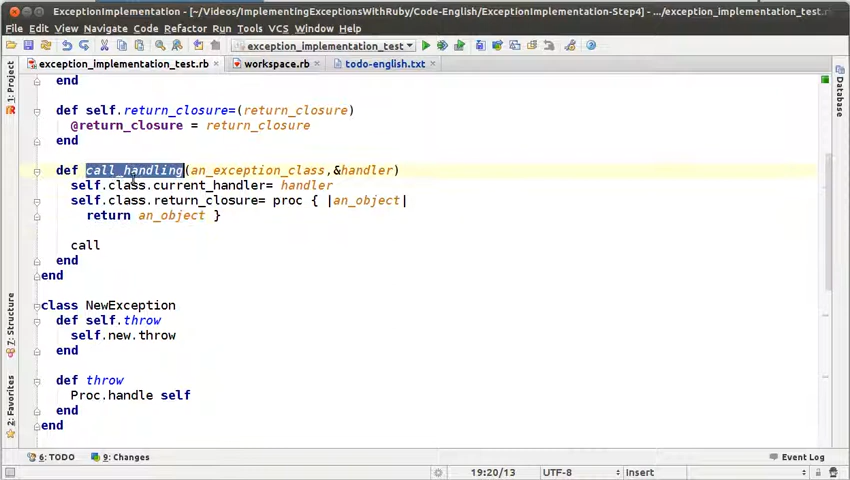 ExceptionImplementation - [~/Videos/ImplementingExceptionsWithRuby/Code-English/ExceptionImplementation-Step4] - .../exception_implementation_test.
File Edit View Navigate Code Refactor Run Tools VCS Window Help
exception_implementation_test
exception_implementation_test.rb workspace.rb todo-english.txt
1: Project
Database
end
def self.return_closure=(return_closure)
@return_closure = return_closure
end
def call_handling(an_exception_class,&handler)
self.class.current_handler= handler
self.class.return_closure= proc { |an_object|
return an_object }
call
end
end
class NewException
def self.throw
self.new.throw
end
def throw
Proc.handle self
end
end
7: Structure
2: Favorites
6: TODO 9: Changes Event Log
19:20/13 UTF-8 Insert